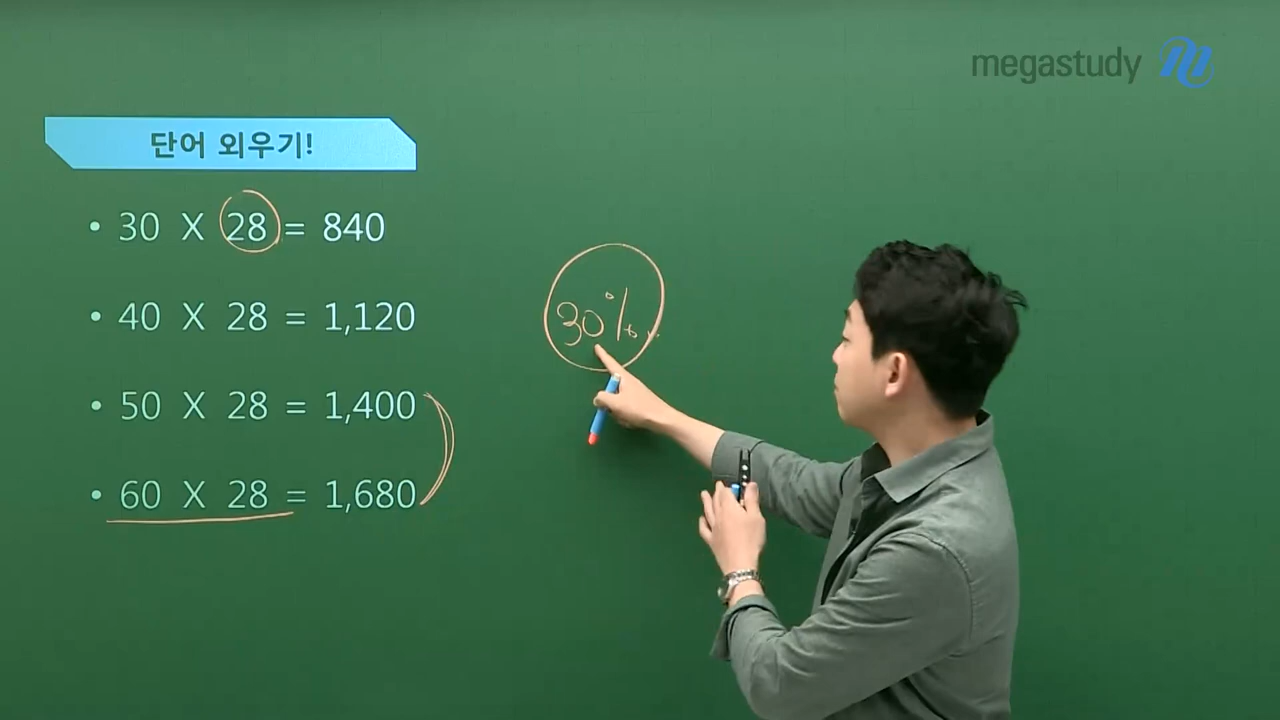 megastudy
단어 외우기!
• 30 X 28 = 840
• 40 X 28 = 1,120
• 50 X 28 = 1,400
• 60 X 28 = 1,680
30%